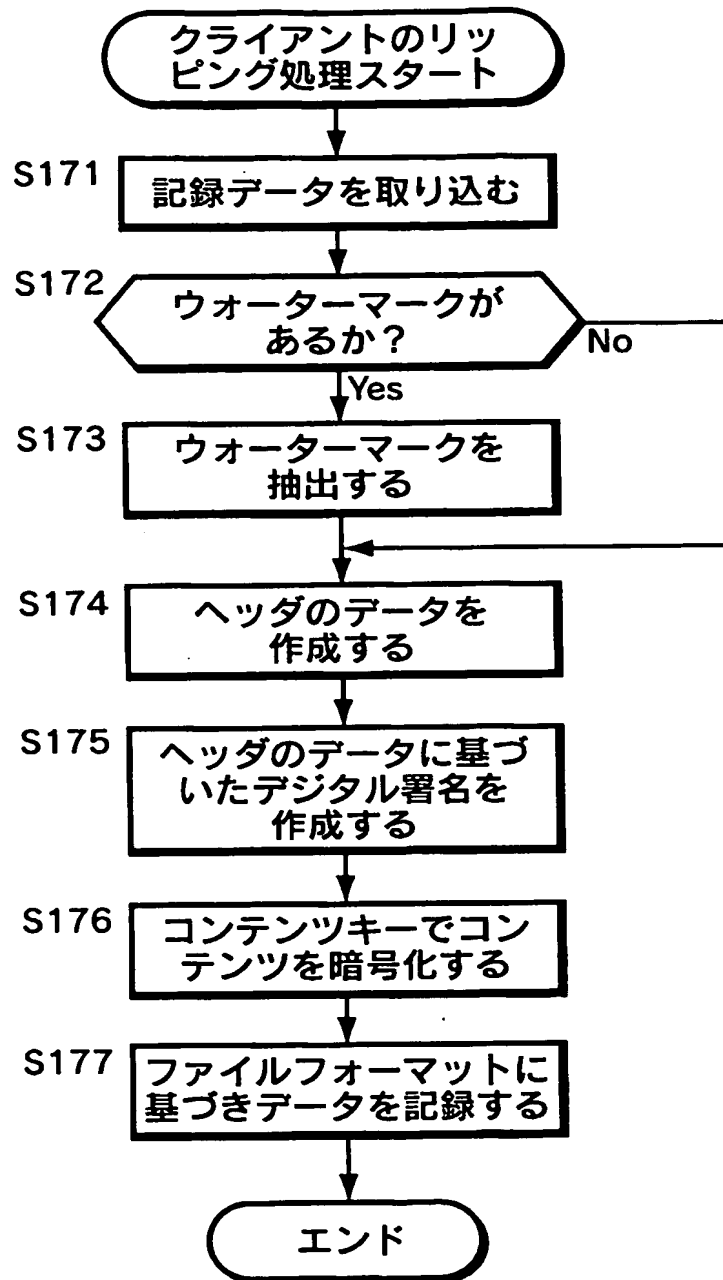 クライアントのリッ
ピング処理スタート
S171
記録データを取り込む
S172
ウォーターマークが
あるか？
No
Yes
S173
ウォーターマークを
抽出する
S174
ヘッダのデータを
作成する
S175
ヘッダのデータに基づ
いたデジタル署名を
作成する
S176
コンテンツキーでコン
テンツを暗号化する
S177
ファイルフォーマットに
基づきデータを記録する
エンド